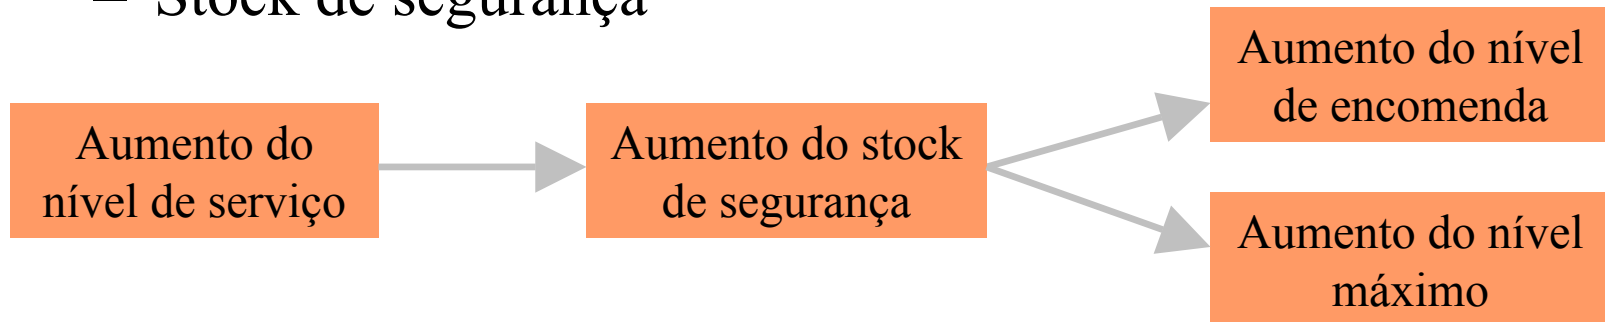 – Stock de segurança
Aumento do
nível de serviço
Aumento do stock
de segurança
Aumento do nível
de encomenda
Aumento do nível
máximo